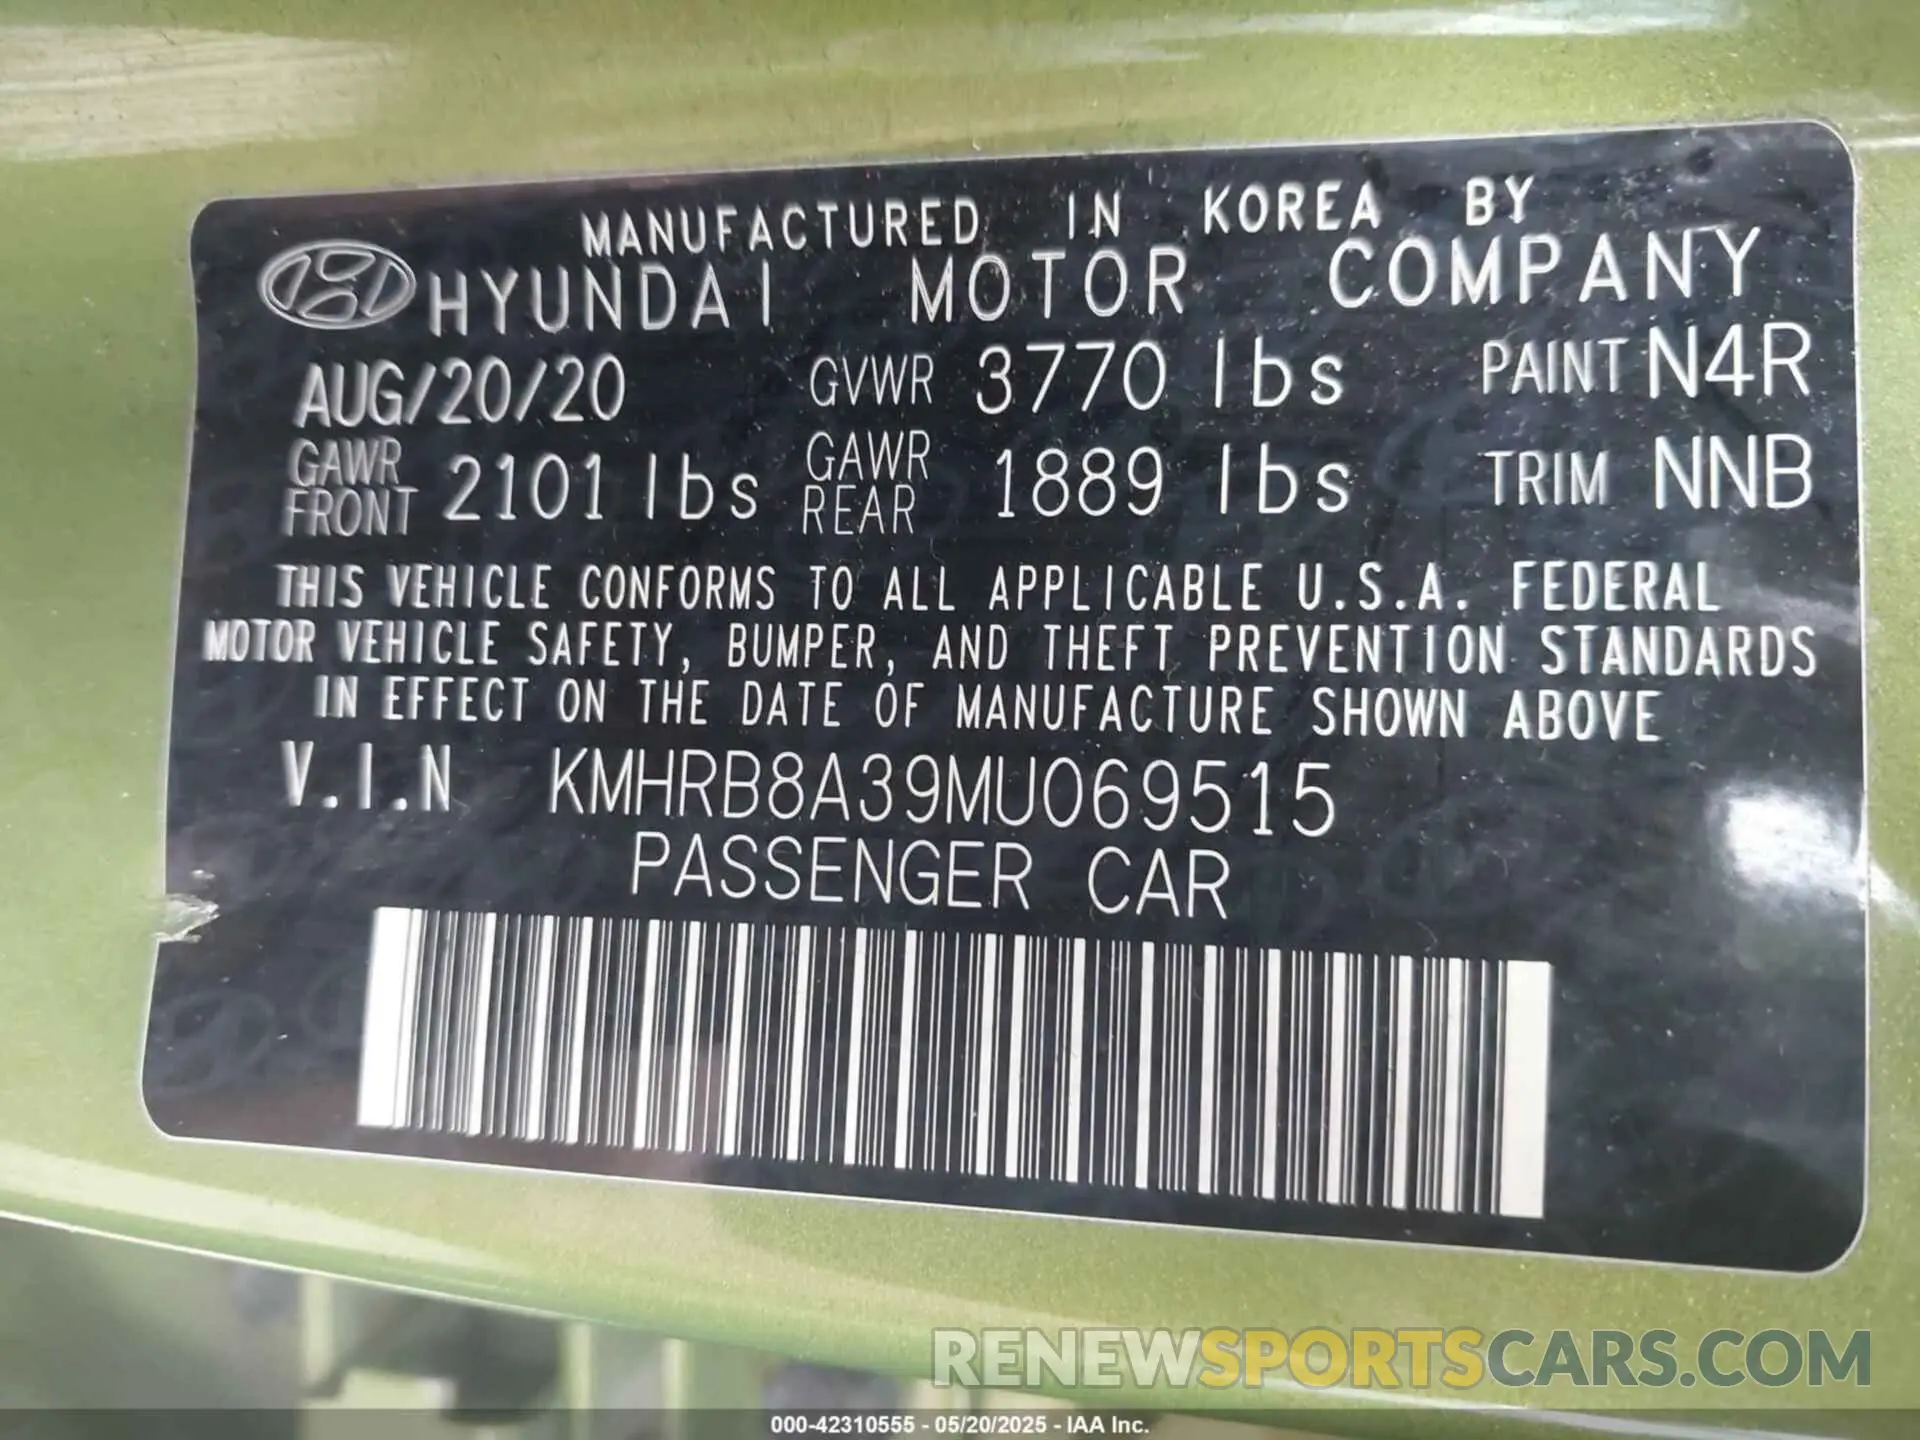 MANUFACTURED IN KOREA BY
HYUNDAI MOTOR COMPANY
AUG/20/20 GVWR 3770 lbs PAINT N4R
GAWR FRONT 2101 lbs GAWR REAR 1889 lbs TRIM NNB
THIS VEHICLE CONFORMS TO ALL APPLICABLE U.S.A. FEDERAL
MOTOR VEHICLE SAFETY, BUMPER, AND THEFT PREVENTION STANDARDS
IN EFFECT ON THE DATE OF MANUFACTURE SHOWN ABOVE
V.I.N KMHRB8A39MU069515
PASSENGER CAR
RENEWSPORTSCARS.COM
000-42310555 - 05/20/2025 - IAA Inc.